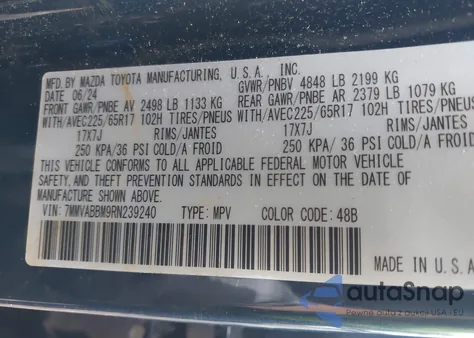 MFD. BY MAZDA TOYOTA MANUFACTURING, U.S.A., INC.
DATE 06/24 GVWR/PNBV 4848 LB 2199 KG
FRONT GAWR/PNBE AV 2498 LB 1133 KG REAR GAWR/PNBE AR 2379 LB 1079 KG
WITH/AVEC225/65R17 102H TIRES/PNEUS WITH/AVEC225/65R17 102H TIRES/PNEUS
17X7J RIMS/JANTES 17X7J RIMS/JANTES
250 KPA/36 PSI COLD/A FROID 250 KPA/ 36 PSI COLD/A FROID
THIS VEHICLE CONFORMS TO ALL APPLICABLE FEDERAL MOTOR VEHICLE
SAFETY AND THEFT PREVENTION STANDARDS IN EFFECT ON THE DATE OF
MANUFACTURE SHOWN ABOVE.
VIN: 7MMVABBM9RN239240 TYPE: MPV COLOR CODE: 48B
MADE IN U.S.A
autoSnap
Pewne auto z USA i EU